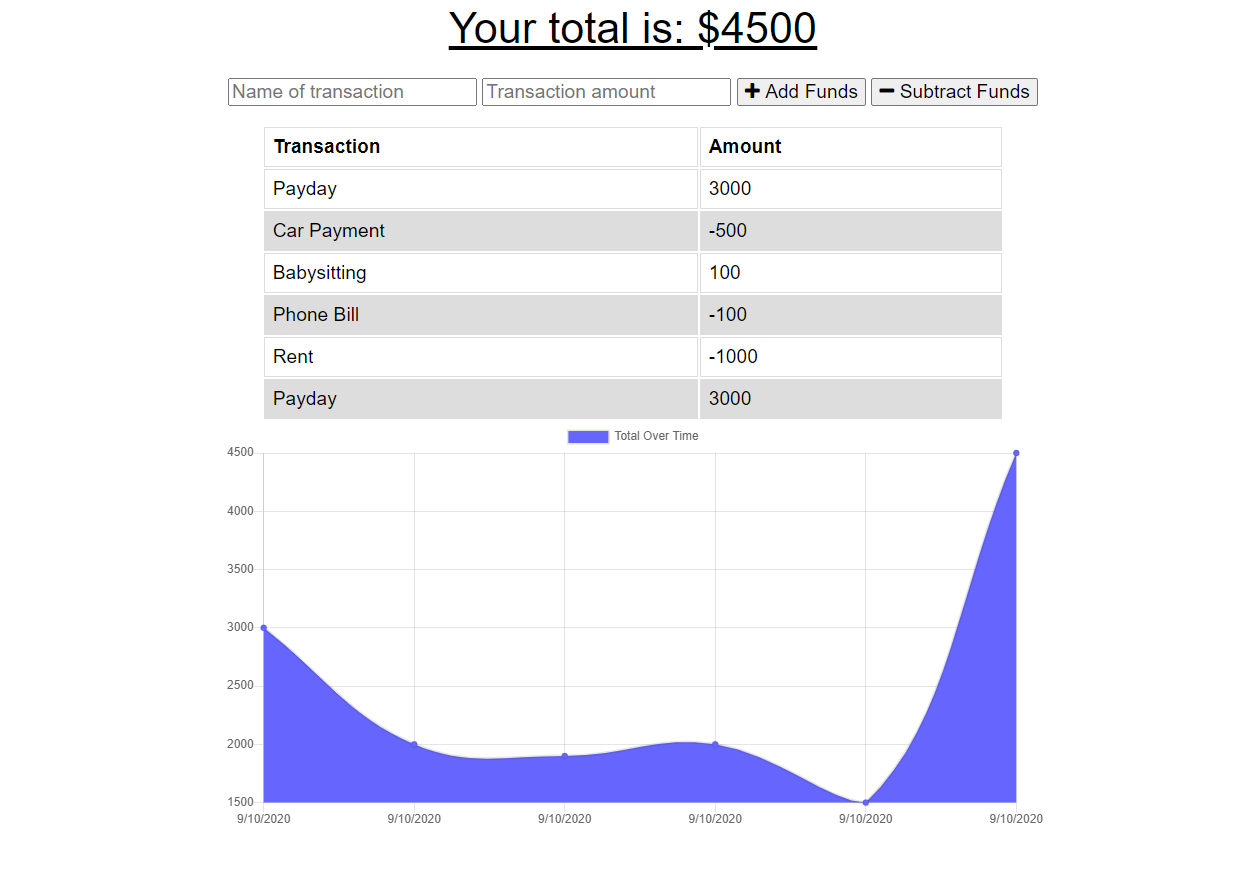 Your total is: $4500
Name of transaction Transaction amount + Add Funds − Subtract Funds
Transaction Amount
Payday 3000
Car Payment -500
Babysitting 100
Phone Bill -100
Rent -1000
Payday 3000
Total Over Time
4500
4000
3500
3000
2500
2000
1500
9/10/2020 9/10/2020 9/10/2020 9/10/2020 9/10/2020 9/10/2020